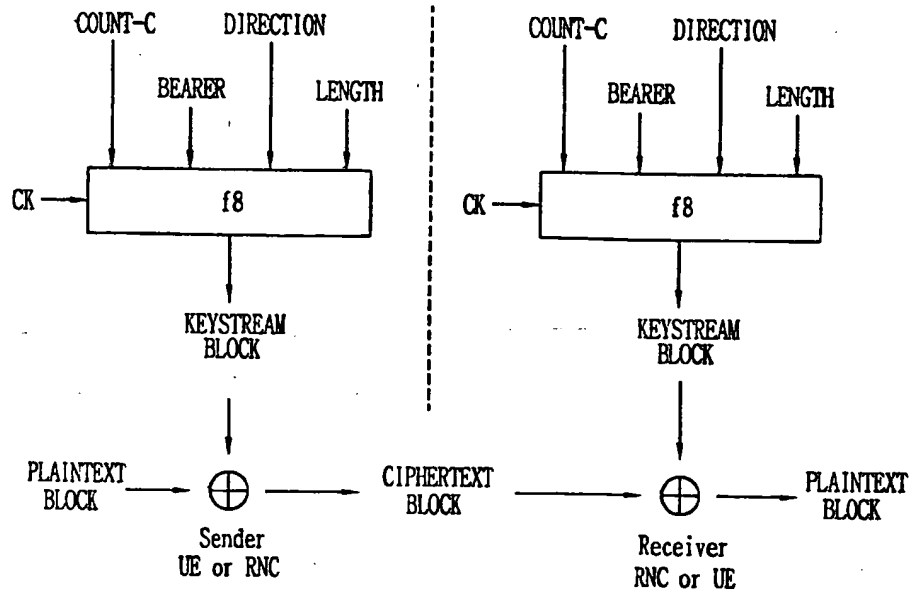 COUNT-C DIRECTION
BEARER LENGTH
CK f8
KEYSTREAM
BLOCK
PLAINTEXT
BLOCK
Sender
UE or RNC
CIPHERTEXT
BLOCK
COUNT-C DIRECTION
BEARER LENGTH
CK f8
KEYSTREAM
BLOCK
PLAINTEXT
BLOCK
Receiver
RNC or UE